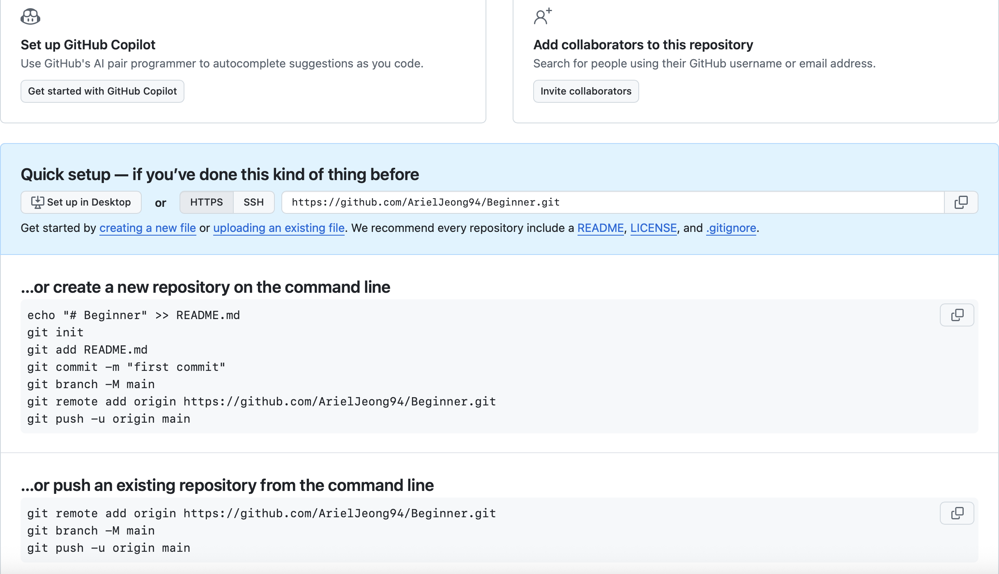 Set up GitHub Copilot
Use GitHub's AI pair programmer to autocomplete suggestions as you code.
Get started with GitHub Copilot
Add collaborators to this repository
Search for people using their GitHub username or email address.
Invite collaborators
Quick setup — if you’ve done this kind of thing before
Set up in Desktop or HTTPS SSH https://github.com/ArielJeong94/Beginner.git
Get started by creating a new file or uploading an existing file. We recommend every repository include a README, LICENSE, and .gitignore.
…or create a new repository on the command line
echo "# Beginner" >> README.md
git init
git add README.md
git commit -m "first commit"
git branch -M main
git remote add origin https://github.com/ArielJeong94/Beginner.git
git push -u origin main
…or push an existing repository from the command line
git remote add origin https://github.com/ArielJeong94/Beginner.git
git branch -M main
git push -u origin main